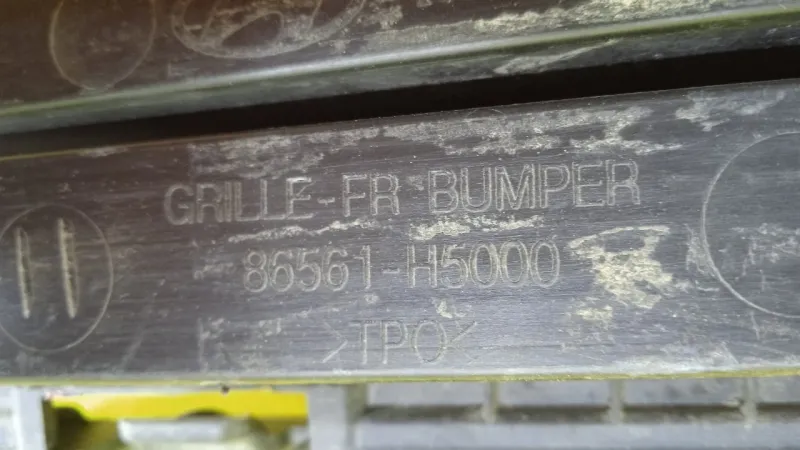 GRILLE-FR BUMPER
86561-H5000
>TPO<